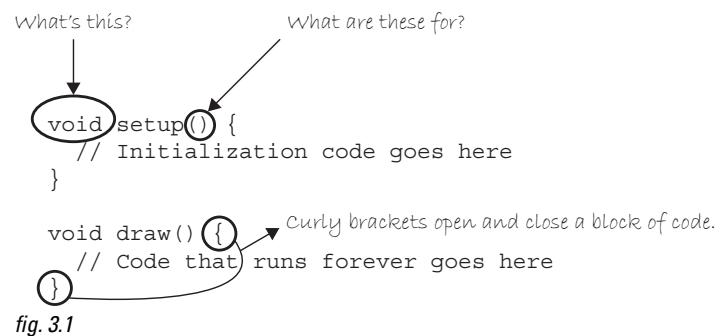 What's this?
What are these for?
void setup() {
// Initialization code goes here
}
void draw() {
Curly brackets open and close a block of code.
// Code that runs forever goes here
}
fig. 3.1